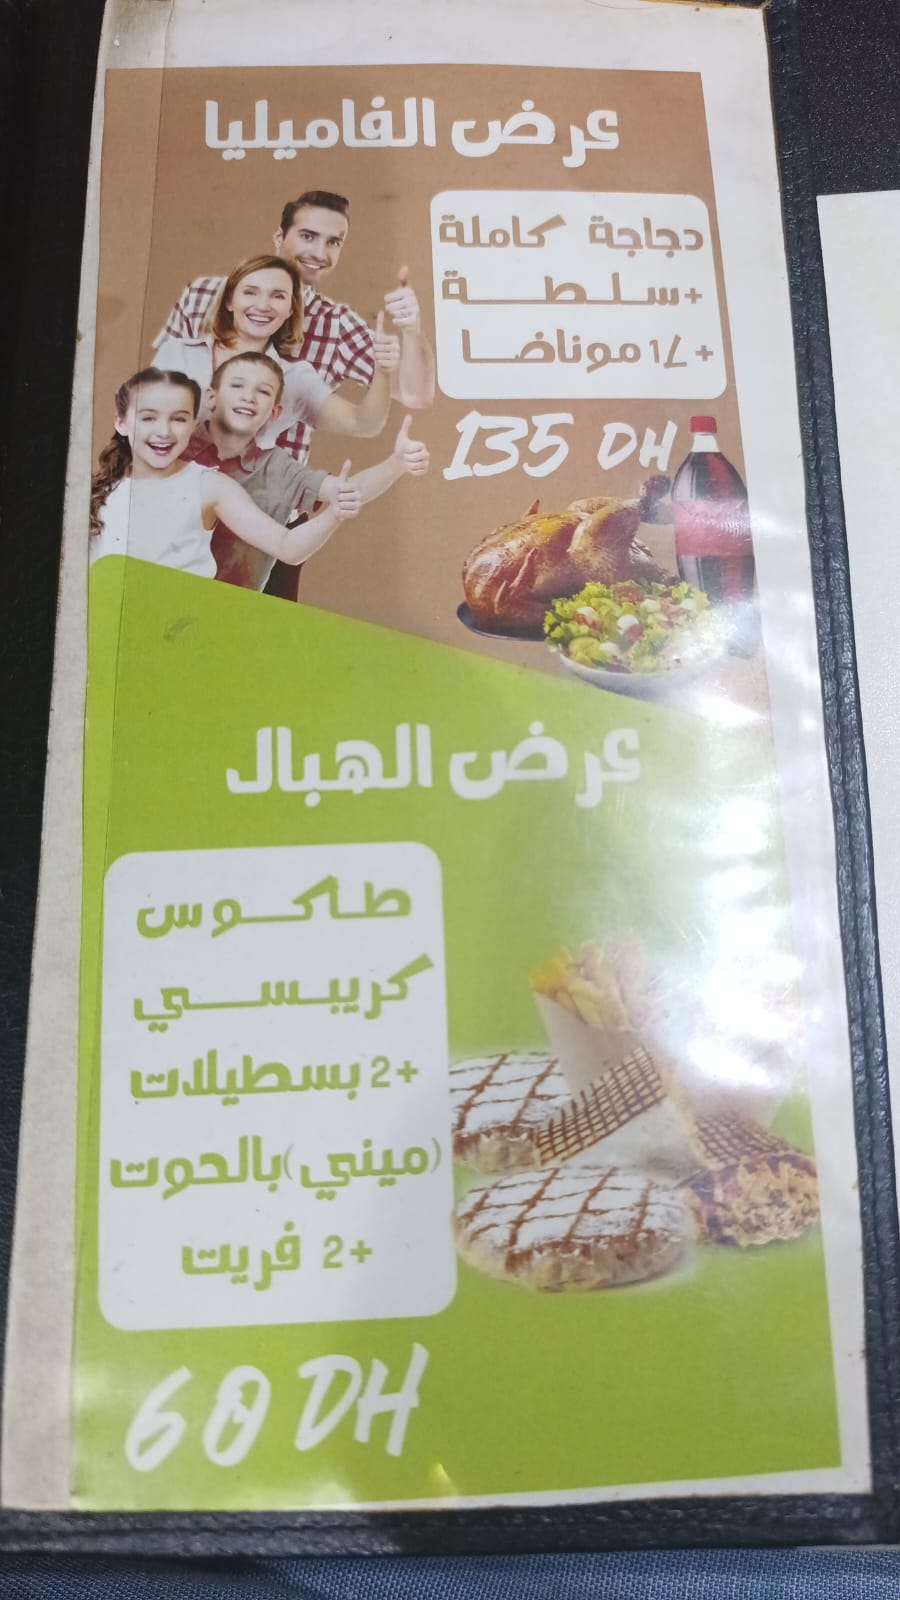 عرض الفاميليا
دجاجة كاملة
+سلطة
+ 1L موناضا
135 DH
عرض الهبال
طاكوس
كريبسي
+2 بسطيلات
(ميني)بالحوت
+2 فريت
60 DH